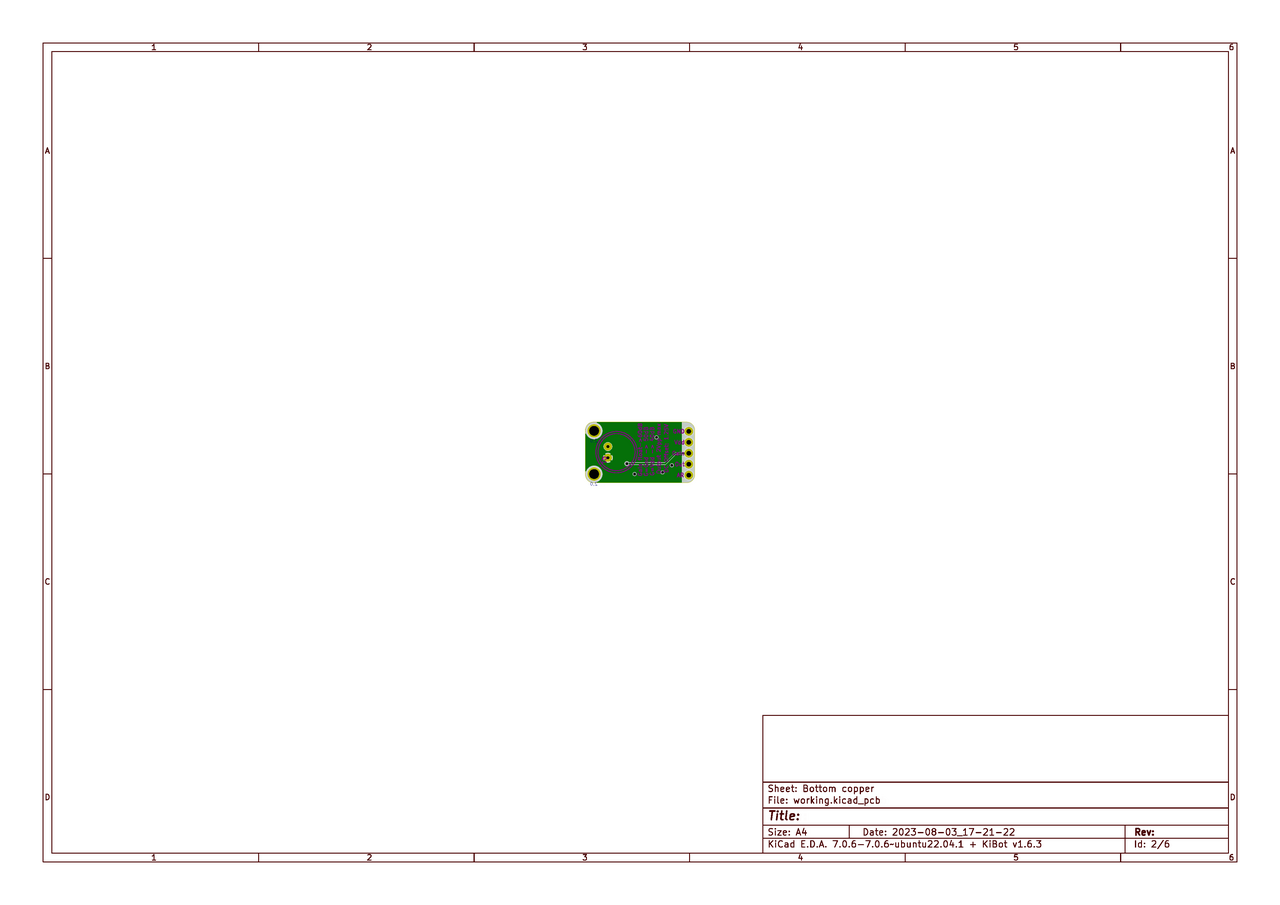 1 2 3 4 5 6
A A
B B
C C
D D
Sheet: Bottom copper
File: working.kicad_pcb
Title:
Size: A4 Date: 2023-08-03_17-21-22 Rev:
KiCad E.D.A. 7.0.6-7.0.6~ubuntu22.04.1 + KiBot v1.6.3 Id: 2/6
1 2 3 4 5 6